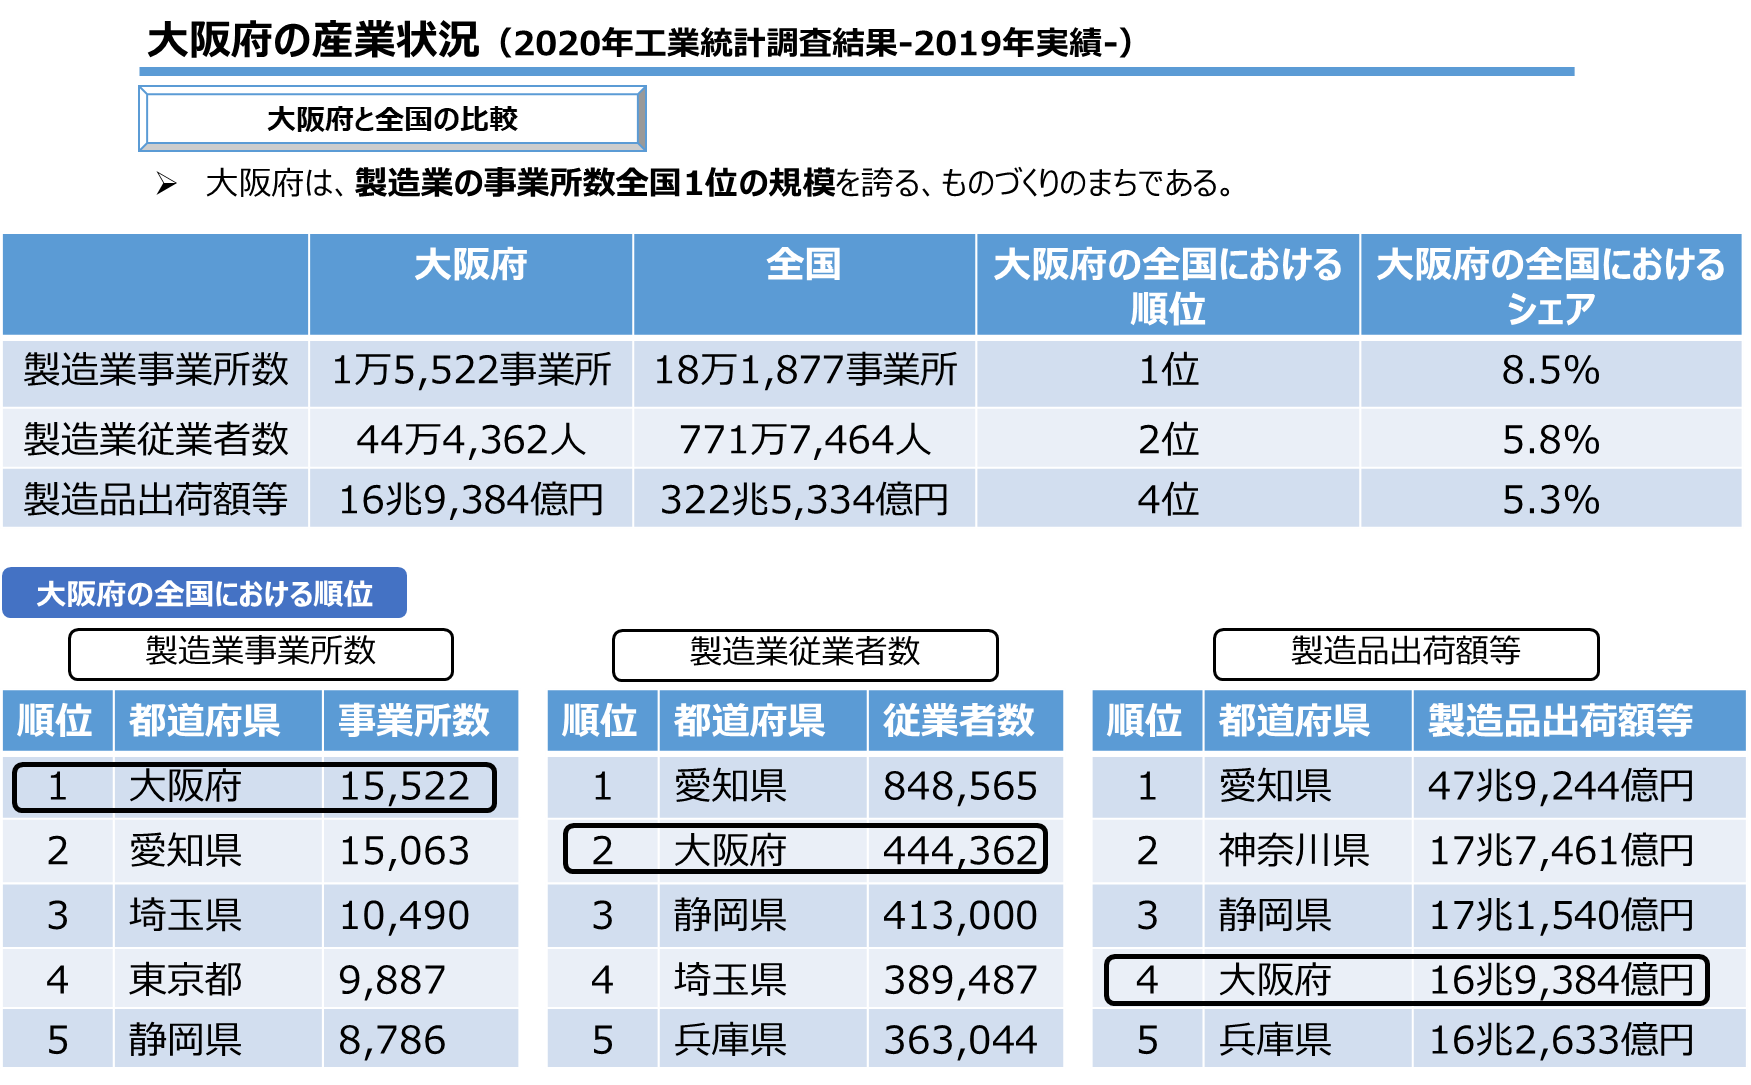 大阪府の産業状況（2020年工業統計調査結果-2019年実績-）
大阪府と全国の比較
➢ 大阪府は、製造業の事業所数全国1位の規模を誇る、ものづくりのまちである。
大阪府 全国 大阪府の全国における順位 大阪府の全国におけるシェア
製造業事業所数 1万5,522事業所 18万1,877事業所 1位 8.5%
製造業従業者数 44万4,362人 771万7,464人 2位 5.8%
製造品出荷額等 16兆9,384億円 322兆5,334億円 4位 5.3%
大阪府の全国における順位
製造業事業所数
順位 都道府県 事業所数
1 大阪府 15,522
2 愛知県 15,063
3 埼玉県 10,490
4 東京都 9,887
5 静岡県 8,786
製造業従業者数
順位 都道府県 従業者数
1 愛知県 848,565
2 大阪府 444,362
3 静岡県 413,000
4 埼玉県 389,487
5 兵庫県 363,044
製造品出荷額等
順位 都道府県 製造品出荷額等
1 愛知県 47兆9,244億円
2 神奈川県 17兆7,461億円
3 静岡県 17兆1,540億円
4 大阪府 16兆9,384億円
5 兵庫県 16兆2,633億円